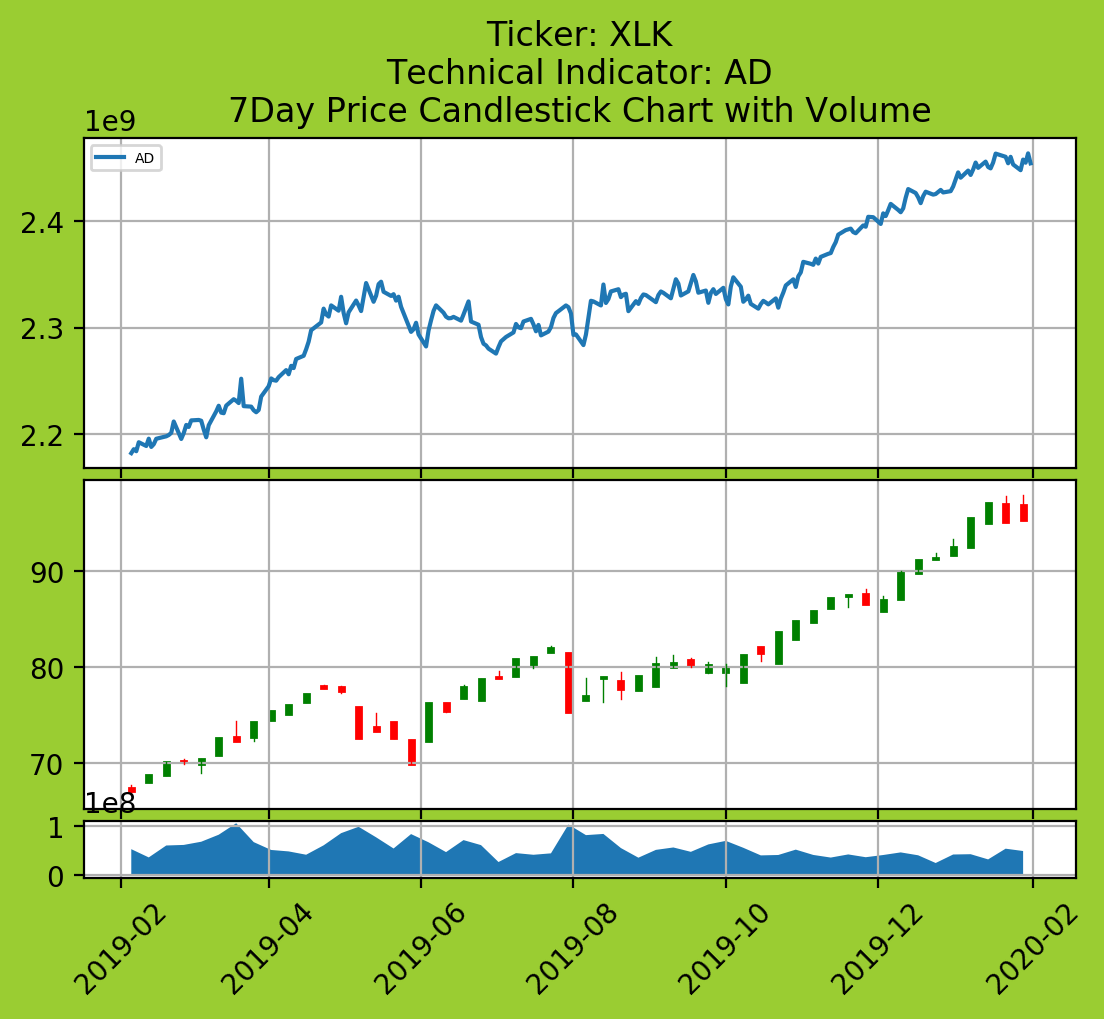 Ticker: XLK
Technical Indicator: AD
7Day Price Candlestick Chart with Volume
1e9
AD
2.4
2.3
2.2
90
80
70
1e8
1
0
2019-02
2019-04
2019-06
2019-08
2019-10
2019-12
2020-02